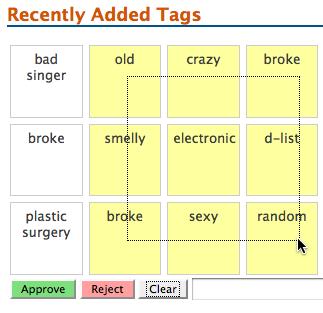 Recently Added Tags
bad
singer
old
crazy
broke
broke
smelly
electronic
d-list
plastic
surgery
broke
sexy
random
Approve
Reject
Clear